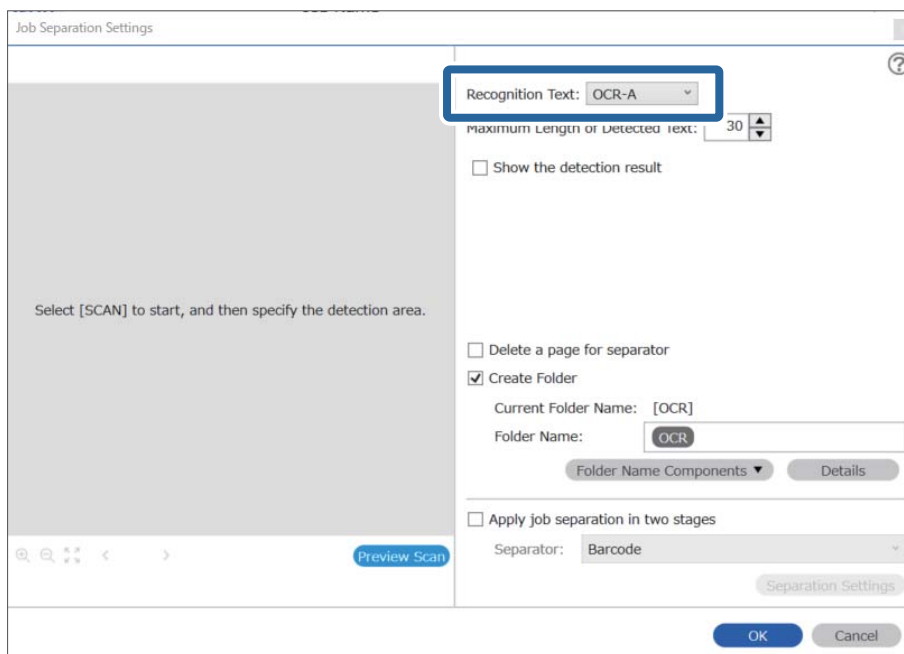 Job Separation Settings
Recognition Text: OCR-A
Maximum Length of Detected Text: 30
Show the detection result
Select [SCAN] to start, and then specify the detection area.
Delete a page for separator
Create Folder
Current Folder Name: [OCR]
Folder Name: OCR
Folder Name Components ▼ Details
Apply job separation in two stages
Preview Scan
Separator: Barcode
Separation Settings
OK Cancel